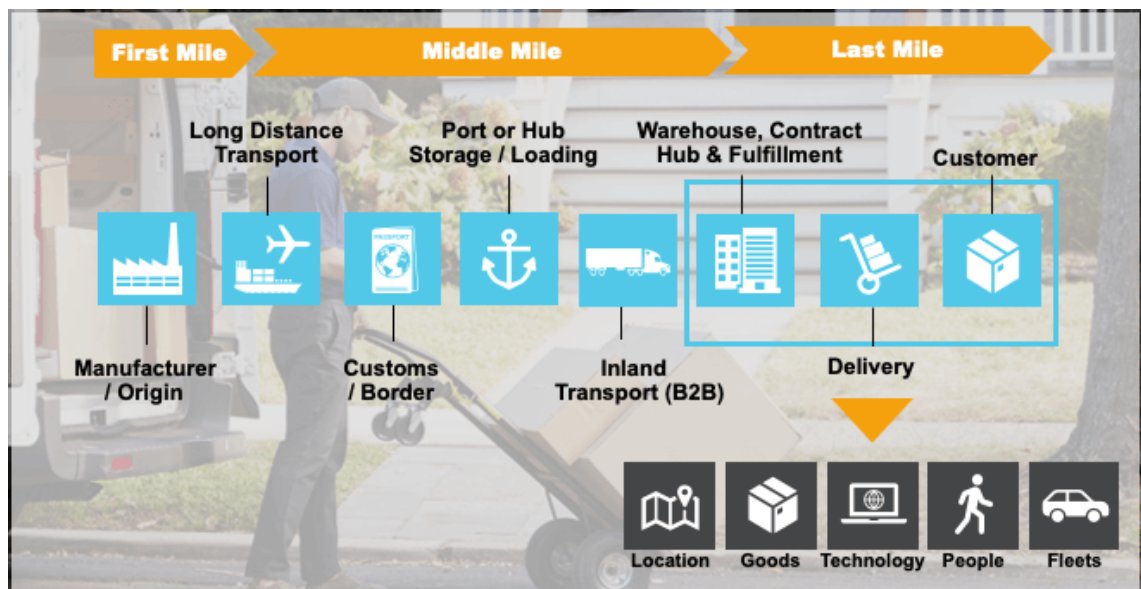 First Mile
Middle Mile
Last Mile
Long Distance
Transport
Port or Hub
Storage / Loading
Warehouse, Contract
Hub & Fulfillment
Customer
PASSPORT
Manufacturer
/ Origin
Customs
/ Border
Inland
Transport (B2B)
Delivery
Location
Goods
Technology
People
Fleets